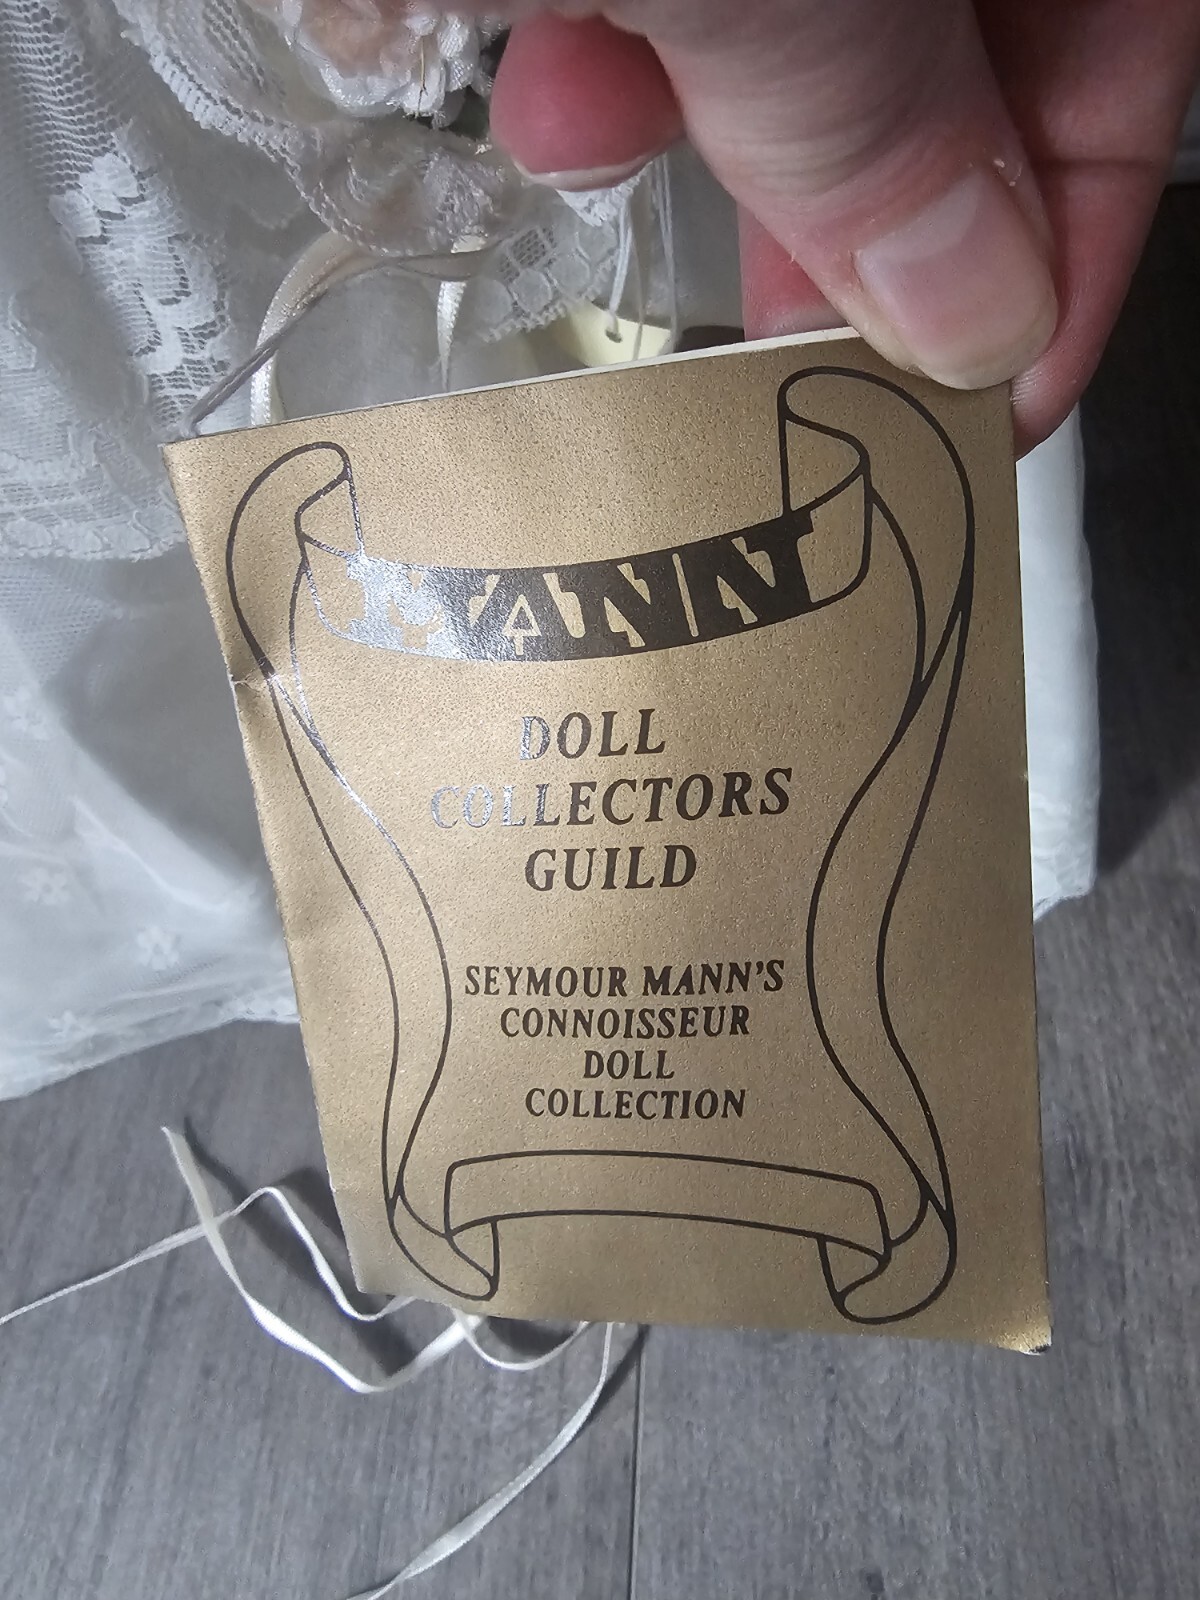 MANN
DOLL
COLLECTORS
GUILD
SEYMOUR MANN'S
CONNOISSEUR
DOLL
COLLECTION